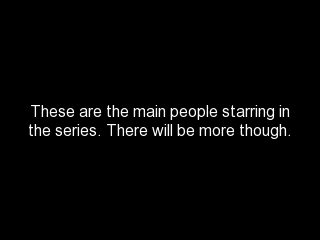 These are the main people starring in
the series. There will be more though.